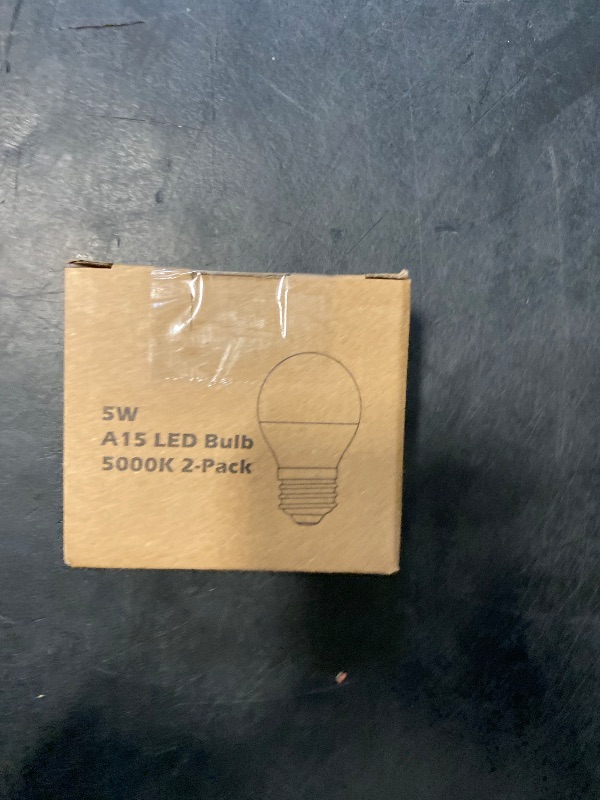 5W
A15 LED Bulb
5000K 2-Pack